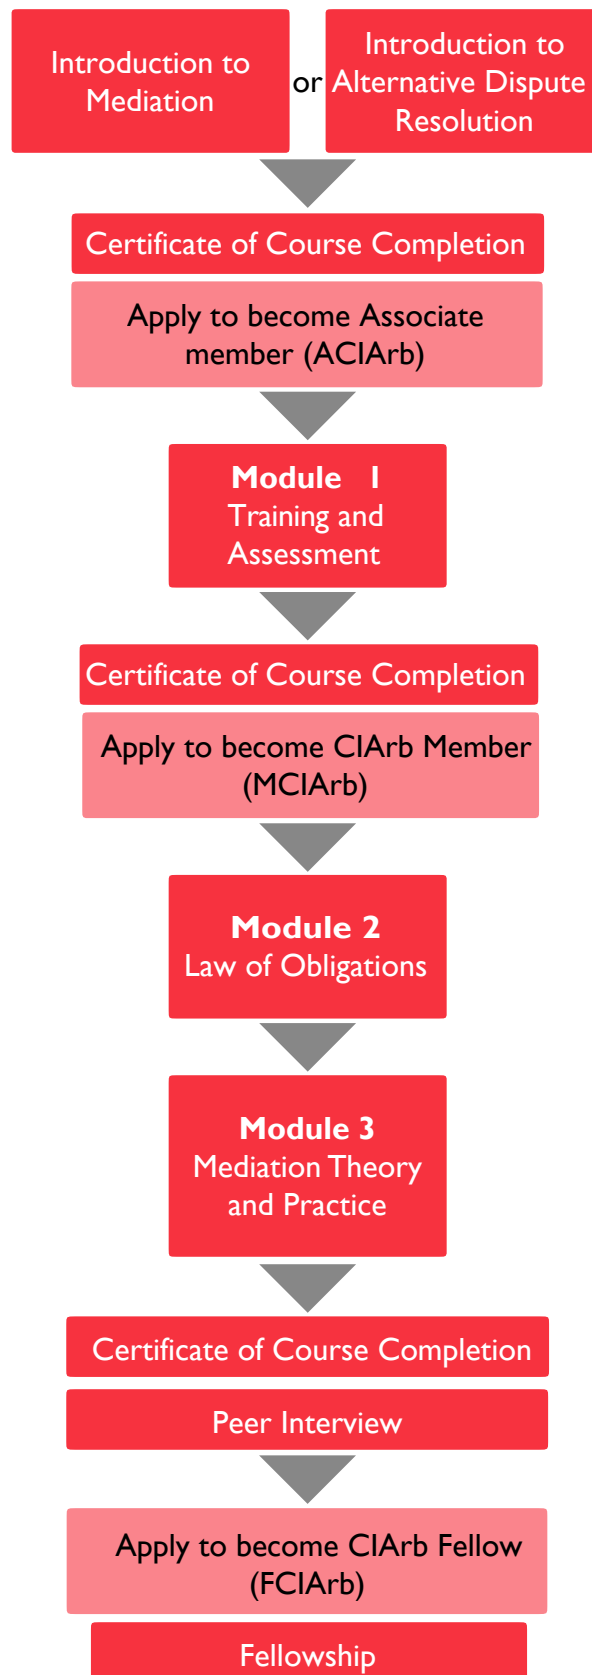 Introduction to
Mediation
or
Introduction to
Alternative Dispute
Resolution
Certificate of Course Completion
Apply to become Associate
member (ACIArb)
Module 1
Training and
Assessment
Certificate of Course Completion
Apply to become CIArb Member
(MCIArb)
Module 2
Law of Obligations
Module 3
Mediation Theory
and Practice
Certificate of Course Completion
Peer Interview
Apply to become CIArb Fellow
(FCIArb)
Fellowship